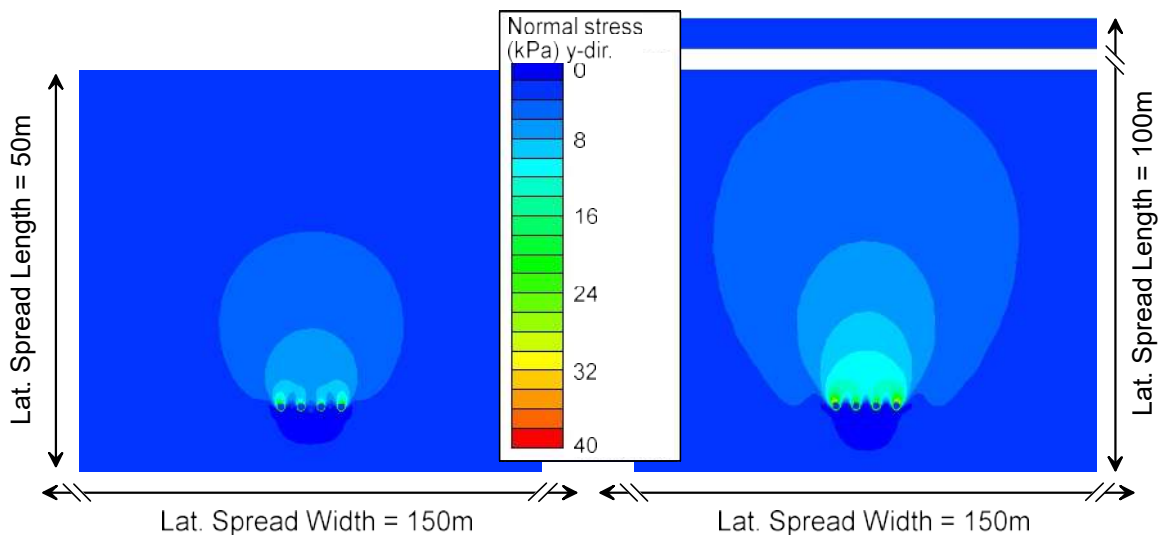 Lat. Spread Length = 50m
Normal stress
(kPa) y-dir.
0
8
16
24
32
40
Lat. Spread Length = 100m
Lat. Spread Width = 150m
Lat. Spread Width = 150m